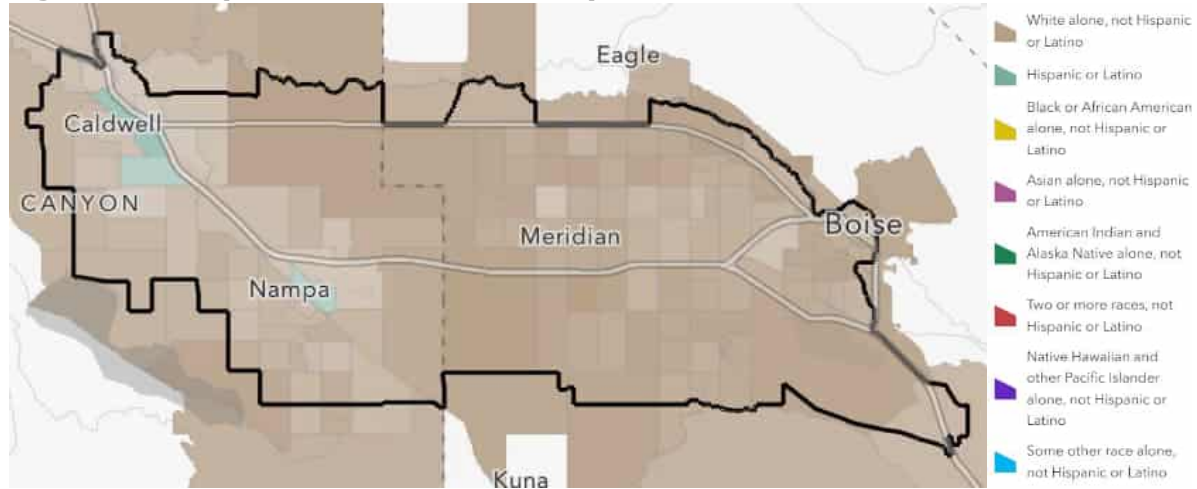 Eagle
Caldwell
CANYON
Meridian
Boise
Nampa
Kuna
White alone, not Hispanic
or Latino
Hispanic or Latino
Black or African American
alone, not Hispanic or
Latino
Asian alone, not Hispanic
or Latino
American Indian and
Alaska Native alone, not
Hispanic or Latino
Two or more races, not
Hispanic or Latino
Native Hawaiian and
other Pacific Islander
alone, not Hispanic or
Latino
Some other race alone,
not Hispanic or Latino